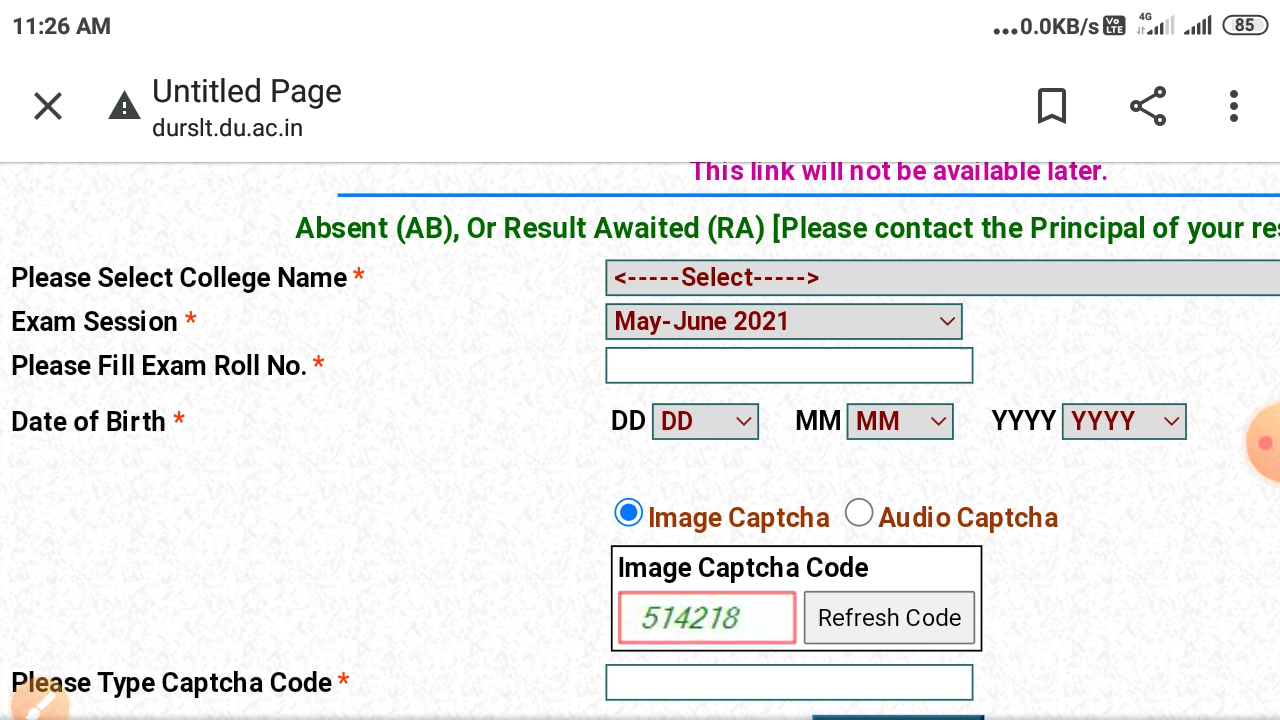 11:26 AM
...0.0KB/s Vo LTE 4G 85
Untitled Page
durslt.du.ac.in
This link will not be available later.
Absent (AB), Or Result Awaited (RA) [Please contact the Principal of your
Please Select College Name * <-----Select----->
Exam Session * May-June 2021
Please Fill Exam Roll No. *
Date of Birth * DD DD MM MM YYYY YYYY
Image Captcha Audio Captcha
Image Captcha Code
514218 Refresh Code
Please Type Captcha Code *